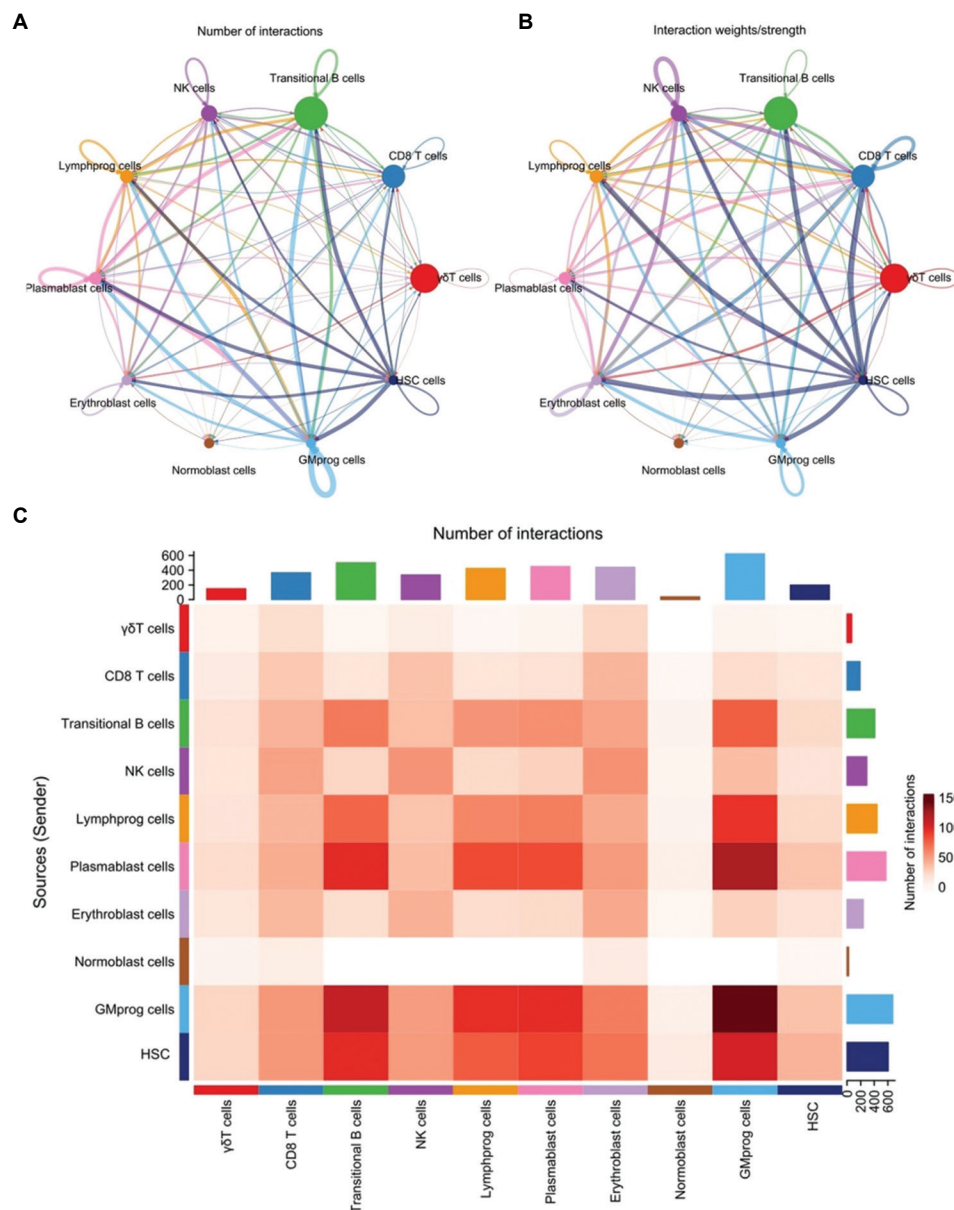 A
B
Number of interactions
Interaction weights/strength
Transitional B cells
NK cells
CD8 T cells
Lymphprog cells
γδT cells
Plasmablast cells
HSC cells
Erythroblast cells
GMprog cells
Normoblast cells
Transitional B cells
NK cells
CD8 T cells
Lymphprog cells
γδT cells
Plasmablast cells
HSC cells
Erythroblast cells
GMprog cells
Normoblast cells
C
Number of interactions
600
400
200
0
Sources (Sender)
γδT cells
CD8 T cells
Transitional B cells
NK cells
Lymphprog cells
Plasmablast cells
Erythroblast cells
Normoblast cells
GMprog cells
HSC
Number of interactions
150
100
50
0
0
200
400
600
γδT cells
CD8 T cells
Transitional B cells
NK cells
Lymphprog cells
Plasmablast cells
Erythroblast cells
Normoblast cells
GMprog cells
HSC